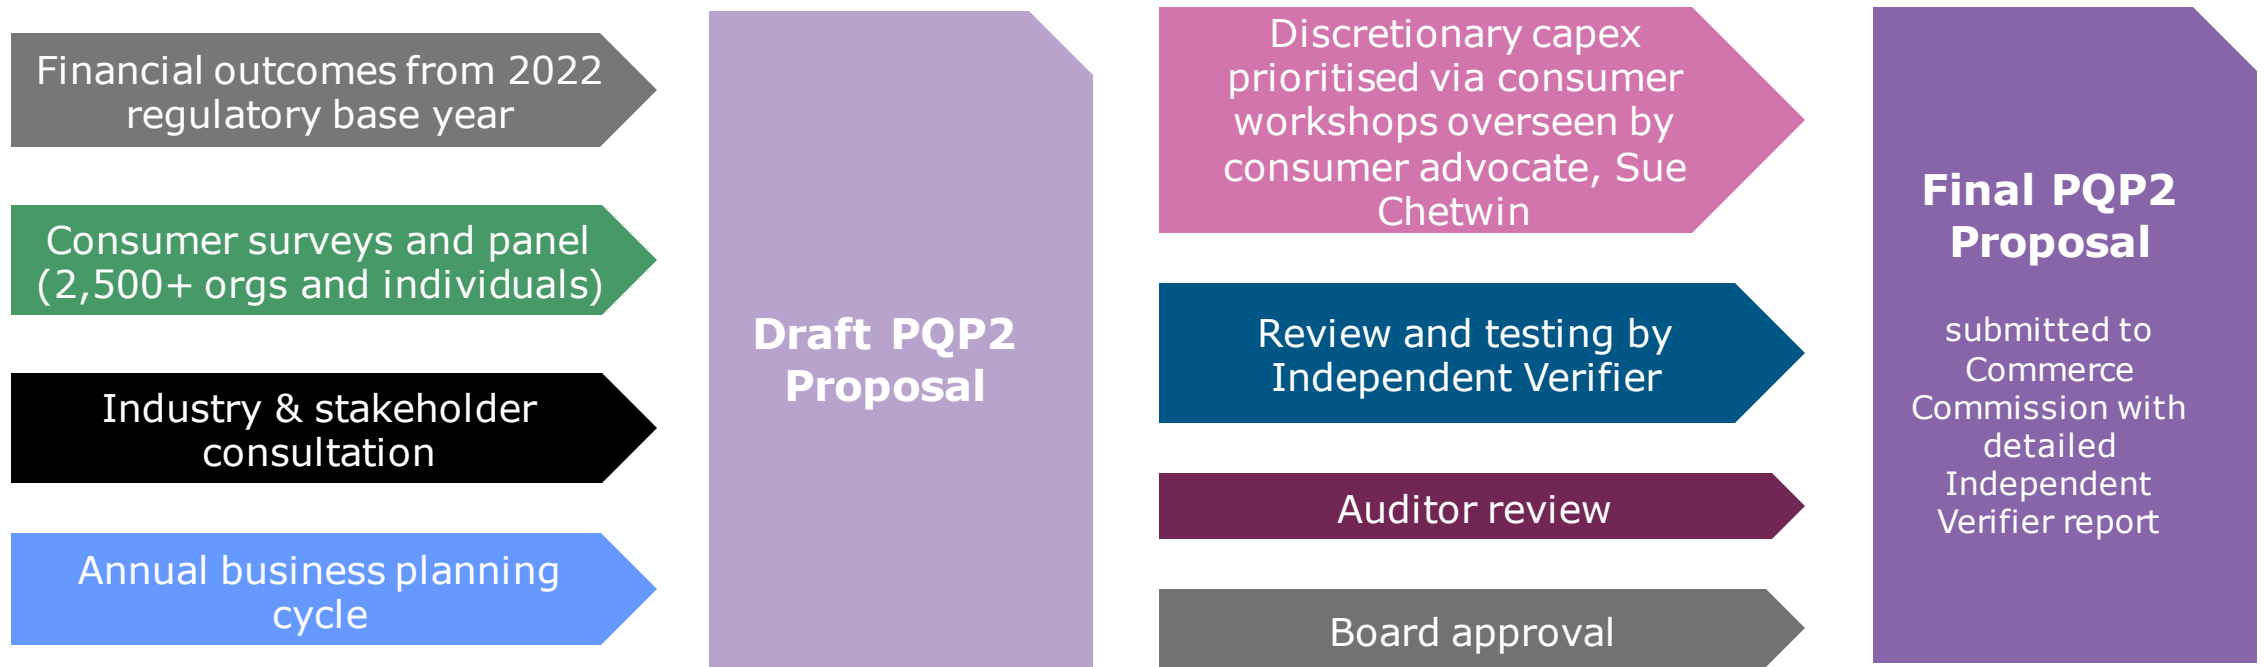 Financial outcomes from 2022
regulatory base year
Consumer surveys and panel
(2,500+ orgs and individuals)
Industry & stakeholder
consultation
Annual business planning
cycle
Draft PQP2
Proposal
Discretionary capex
prioritised via consumer
workshops overseen by
consumer advocate, Sue
Chetwin
Review and testing by
Independent Verifier
Auditor review
Board approval
Final PQP2
Proposal
submitted to
Commerce
Commission with
detailed
Independent
Verifier report